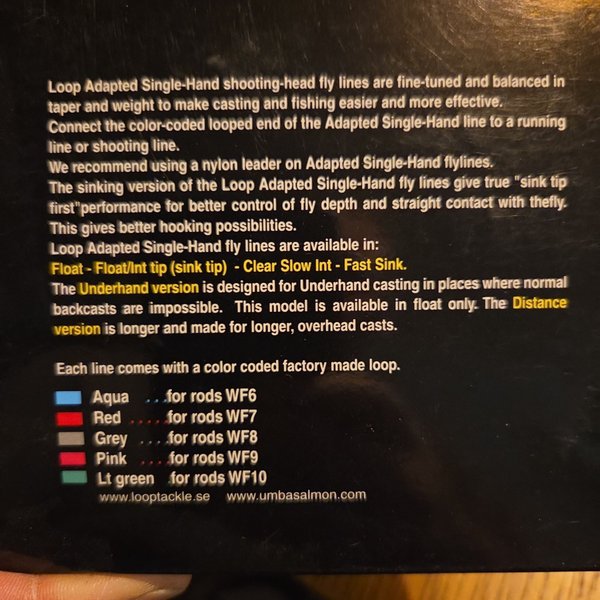 Loop Adapted Single-Hand shooting-head fly lines are fine-tuned and balanced in
taper and weight to make casting and fishing easier and more effective.
Connect the color-coded looped end of the Adapted Single-Hand line to a running
line or shooting line.
We recommend using a nylon leader on Adapted Single-Hand flylines.
The sinking version of the Loop Adapted Single-Hand fly lines give true "sink tip
first"performance for better control of fly depth and straight contact with thefly.
This gives better hooking possibilities.
Loop Adapted Single-Hand fly lines are available in:
Float - Float/Int tip (sink tip) - Clear Slow Int - Fast Sink.
The Underhand version is designed for Underhand casting in places where normal
backcasts are impossible. This model is available in float only. The Distance
version is longer and made for longer, overhead casts.
Each line comes with a color coded factory made loop.
Aqua ....for rods WF6
Red .....for rods WF7
Grey ....for rods WF8
Pink ....for rods WF9
Lt green .for rods WF10
www.looptackle.se www.umbasalmon.com